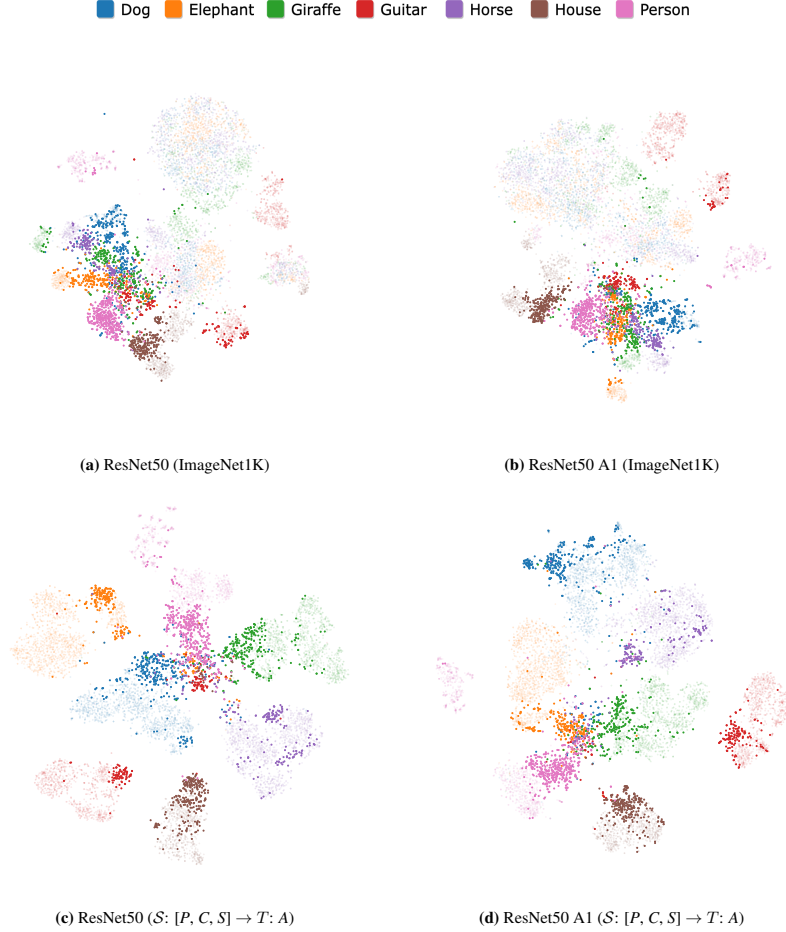 Dog Elephant Giraffe Guitar Horse House Person
(a) ResNet50 (ImageNet1K)
(b) ResNet50 A1 (ImageNet1K)
(c) ResNet50 (𝒮: [P, C, S] → T: A)
(d) ResNet50 A1 (𝒮: [P, C, S] → T: A)